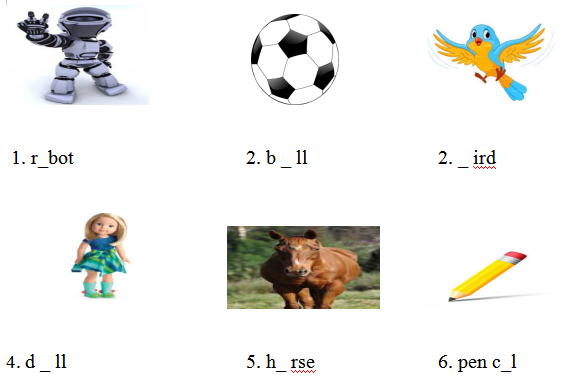 1. r_bot 2. b _ ll 2. _ ird
4. d _ ll 5. h_ rse 6. pen c_l